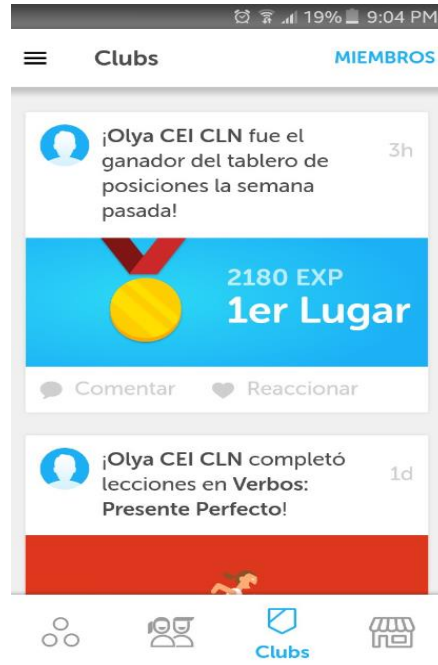 19% 9:04 PM
Clubs MIEMBROS
¡Olya CEI CLN fue el
ganador del tablero de
posiciones la semana
pasada!
3h
2180 EXP
1er Lugar
Comentar Reaccionar
¡Olya CEI CLN completó
lecciones en Verbos:
Presente Perfecto!
1d
Clubs